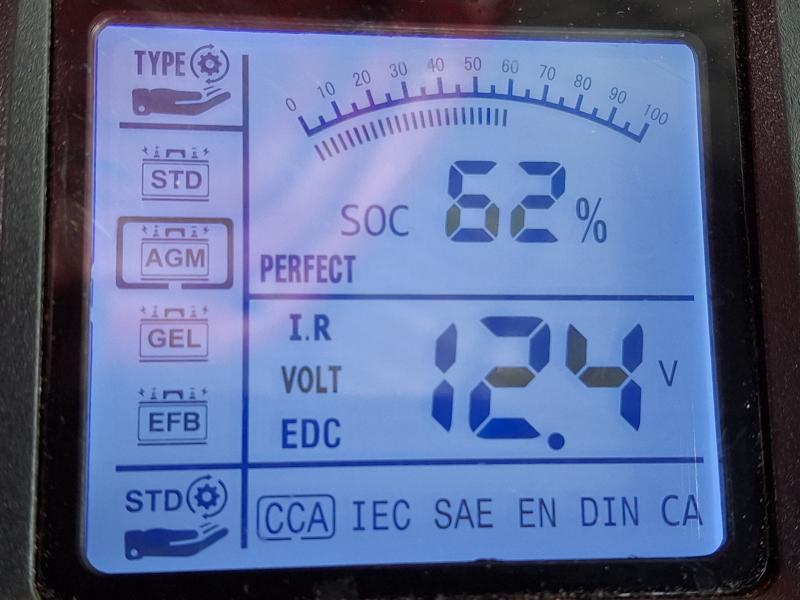 TYPE
0 10 20 30 40 50 60 70 80 90 100
STD
SOC 62 %
AGM
PERFECT
GEL
I.R
VOLT 12.4 V
EFB
EDC
STD
CCA IEC SAE EN DIN CA